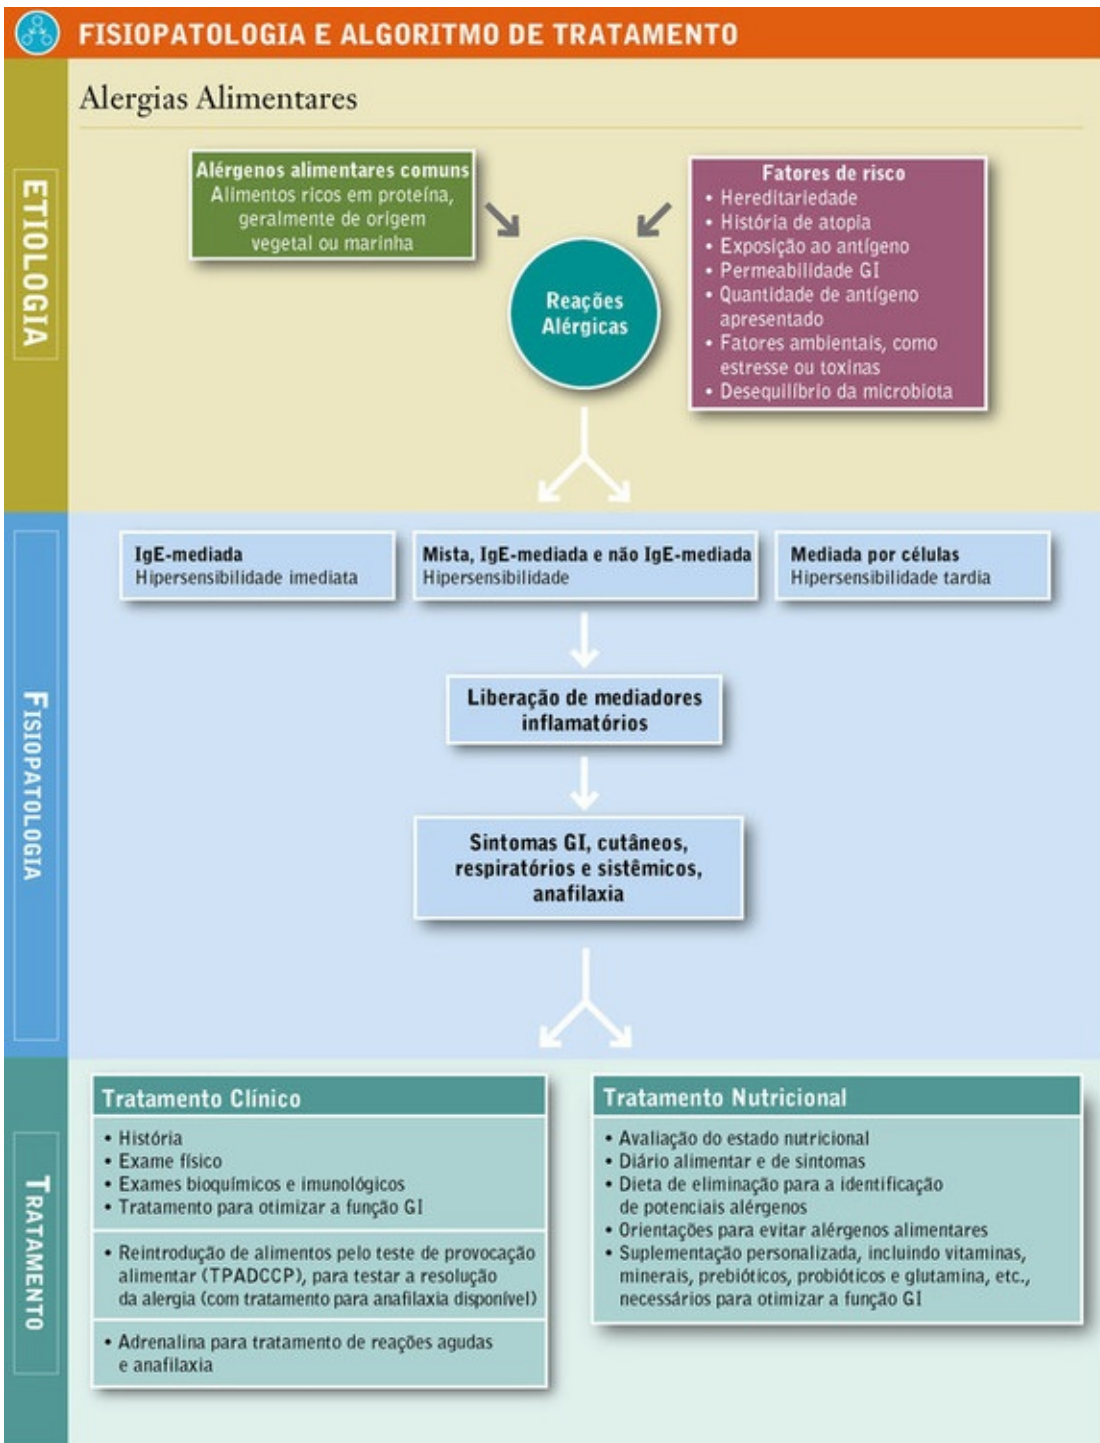 FISIOPATOLOGIA E ALGORITMO DE TRATAMENTO
Alergias Alimentares
ETIOLOGIA
Alérgenos alimentares comuns
Alimentos ricos em proteína,
geralmente de origem
vegetal ou marinha
Fatores de risco
• Hereditariedade
• História de atopia
• Exposição ao antígeno
• Permeabilidade GI
• Quantidade de antígeno
apresentado
• Fatores ambientais, como
estresse ou toxinas
• Desequilíbrio da microbiota
Reações
Alérgicas
FISIOPATOLOGIA
IgE-mediada
Hipersensibilidade imediata
Mista, IgE-mediada e não IgE-mediada
Hipersensibilidade
Mediada por células
Hipersensibilidade tardia
Liberação de mediadores
inflamatórios
Sintomas GI, cutâneos,
respiratórios e sistêmicos,
anafilaxia
TRATAMENTO
Tratamento Clínico
• História
• Exame físico
• Exames bioquímicos e imunológicos
• Tratamento para otimizar a função GI
• Reintrodução de alimentos pelo teste de provocação
alimentar (TPADCCP), para testar a resolução
da alergia (com tratamento para anafilaxia disponível)
• Adrenalina para tratamento de reações agudas
e anafilaxia
Tratamento Nutricional
• Avaliação do estado nutricional
• Diário alimentar e de sintomas
• Dieta de eliminação para a identificação
de potenciais alérgenos
• Orientações para evitar alérgenos alimentares
• Suplementação personalizada, incluindo vitaminas,
minerais, prebióticos, probióticos e glutamina, etc.,
necessários para otimizar a função GI